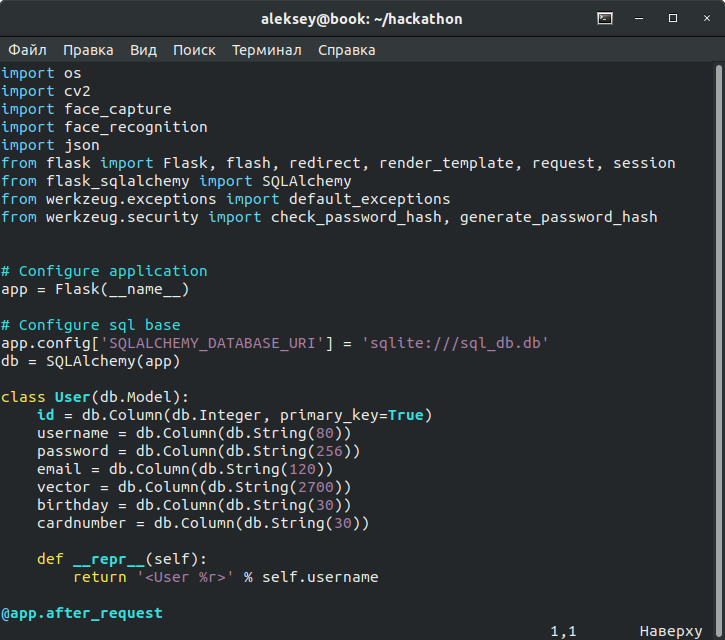 aleksey@book: ~/hackathon
Файл Правка Вид Поиск Терминал Справка
import os
import cv2
import face_capture
import face_recognition
import json
from flask import Flask, flash, redirect, render_template, request, session
from flask_sqlalchemy import SQLAlchemy
from werkzeug.exceptions import default_exceptions
from werkzeug.security import check_password_hash, generate_password_hash


# Configure application
app = Flask(__name__)

# Configure sql base
app.config['SQLALCHEMY_DATABASE_URI'] = 'sqlite:///sql_db.db'
db = SQLAlchemy(app)

class User(db.Model):
    id = db.Column(db.Integer, primary_key=True)
    username = db.Column(db.String(80))
    password = db.Column(db.String(256))
    email = db.Column(db.String(120))
    vector = db.Column(db.String(2700))
    birthday = db.Column(db.String(30))
    cardnumber = db.Column(db.String(30))

    def __repr__(self):
        return '<User %r>' % self.username

@app.after_request
1,1 Наверху